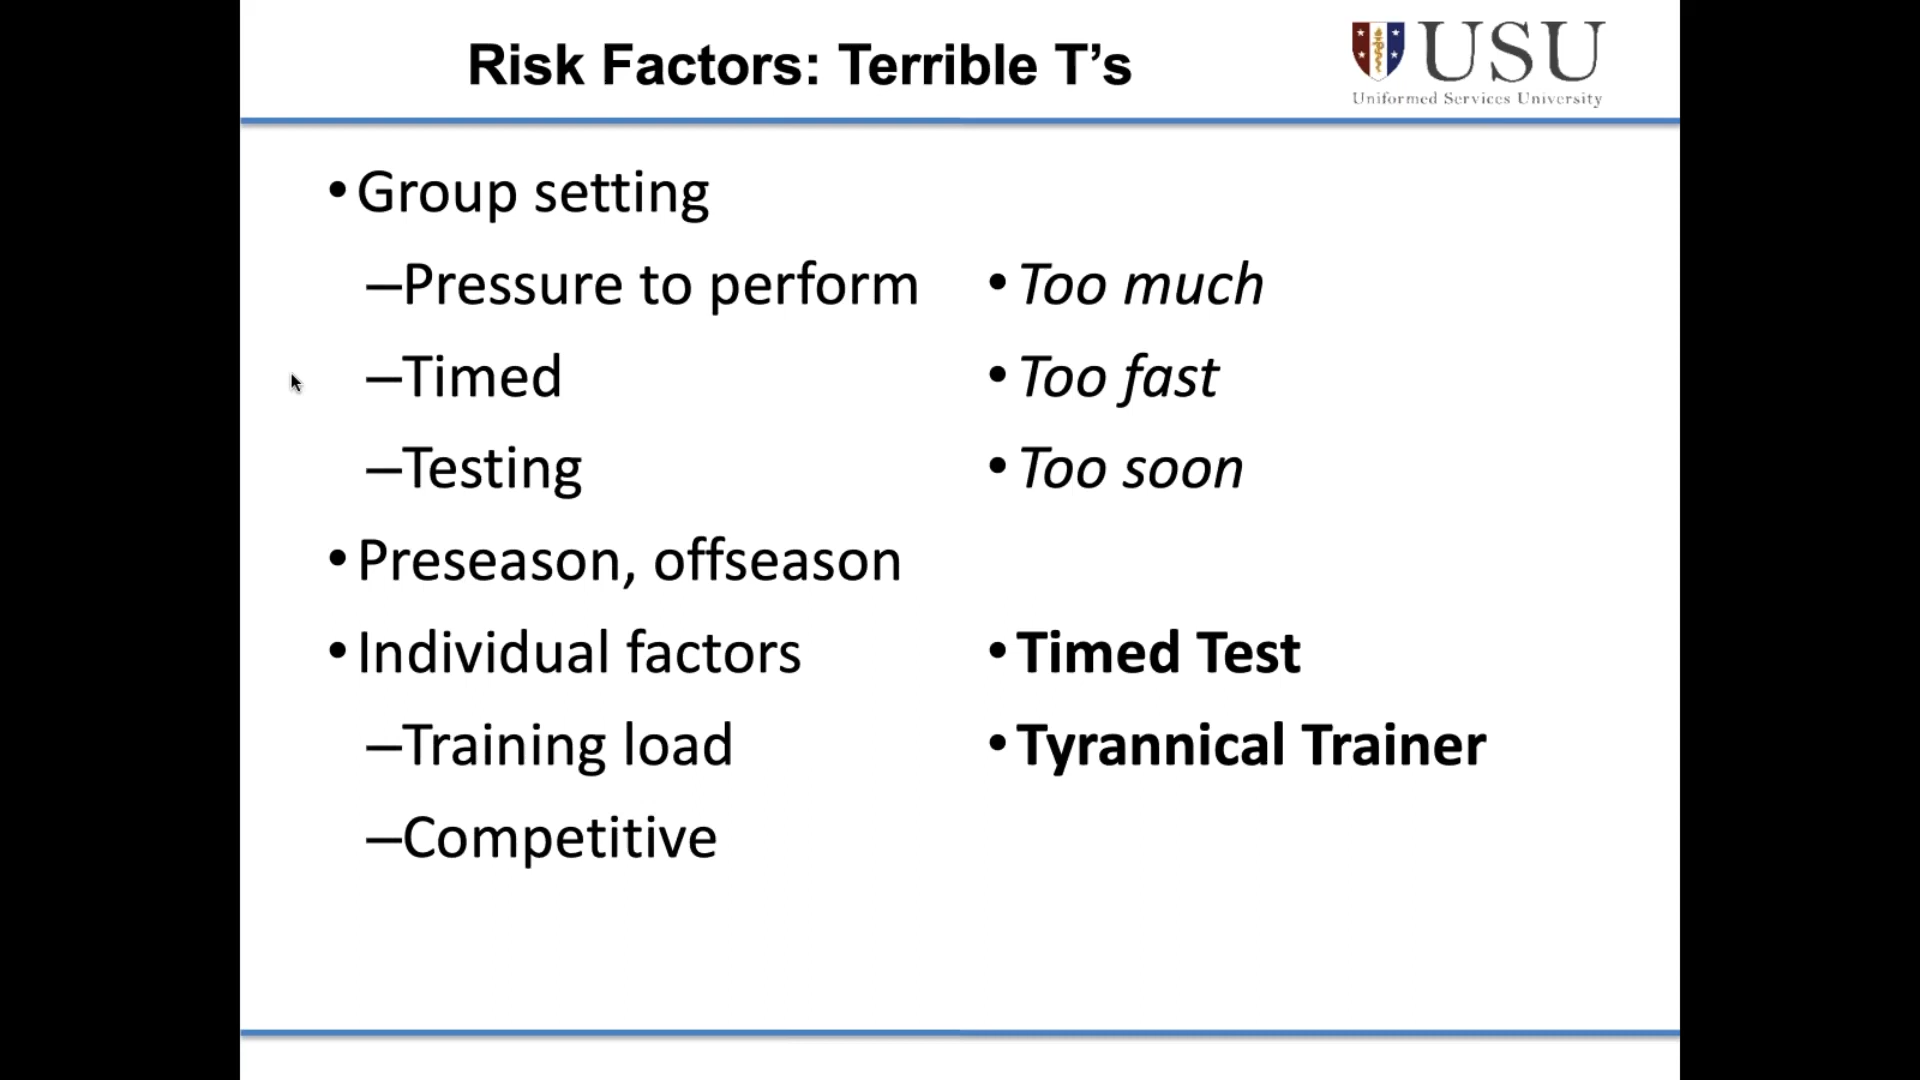 Risk Factors: Terrible T’s
USU
Uniformed Services University
• Group setting
–Pressure to perform
–Timed
–Testing
• Preseason, offseason
• Individual factors
–Training load
–Competitive
• Too much
• Too fast
• Too soon
• Timed Test
• Tyrannical Trainer